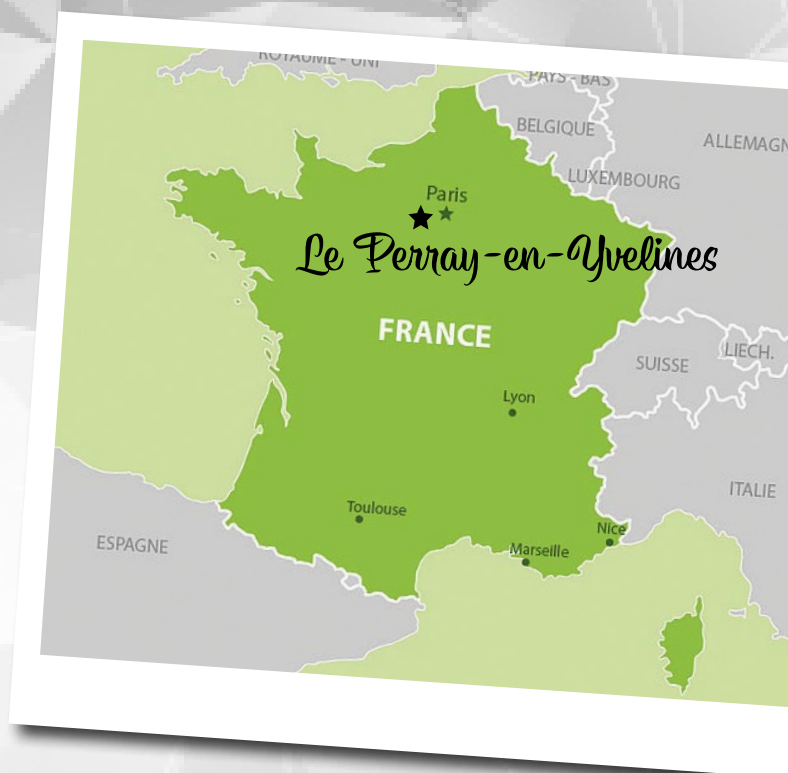 ROYAUME - UNI
PAYS - BAS
BELGIQUE
ALLEMAGN
LUXEMBOURG
Paris
Le Perray-en-Yvelines
FRANCE
SUISSE
LIECH.
Lyon
ITALIE
Toulouse
Nice
ESPAGNE
Marseille